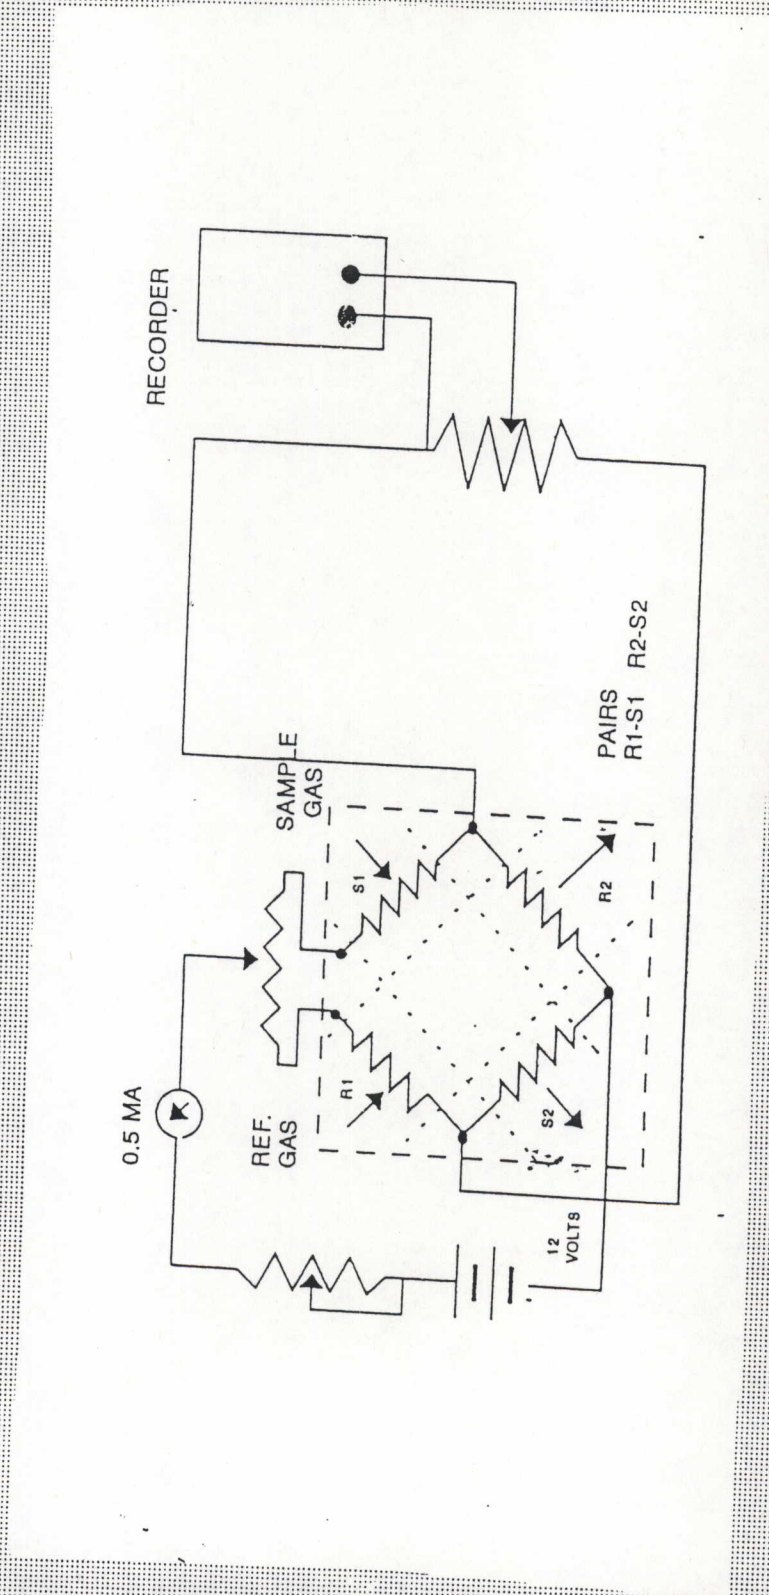 RECORDER
0.5 MA
REF.
GAS
SAMPLE
GAS
R1
S1
S2
R2
12
VOLTS
PAIRS
R1-S1 R2-S2